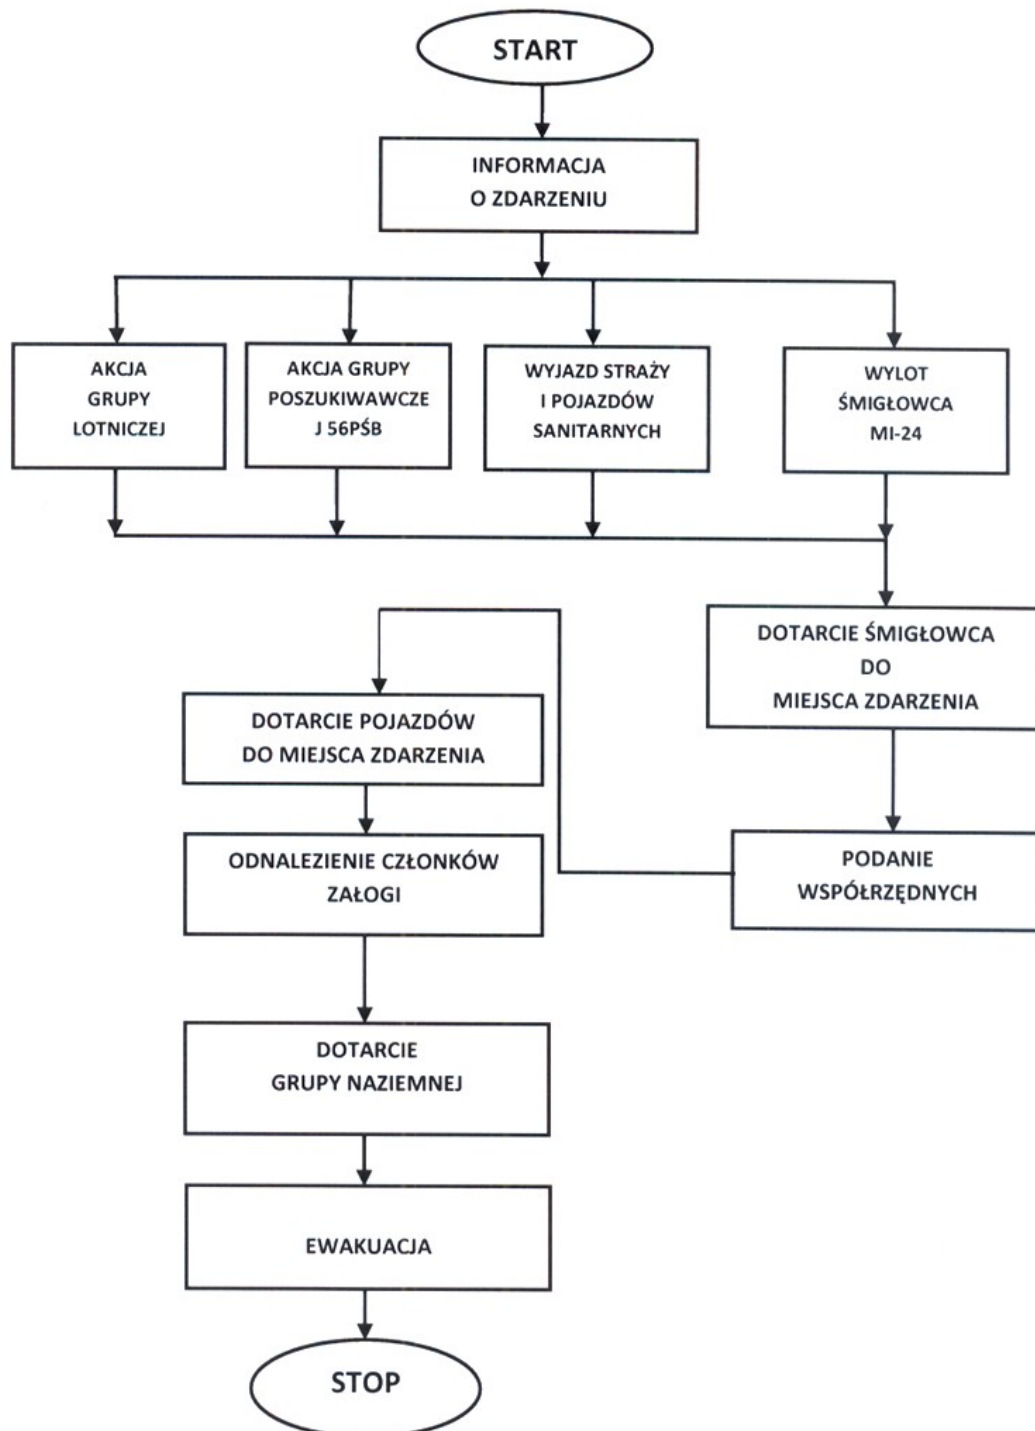 START
INFORMACJA
O ZDARZENIU
AKCJA
GRUPY
LOTNICZEJ
AKCJA GRUPY
POSZUKIWAWCZE
J 56PŚB
WYJAZD STRAŻY
I POJAZDÓW
SANITARNYCH
WYLOT
ŚMIGŁOWCA
MI-24
DOTARCIE ŚMIGŁOWCA
DO
MIEJSCA ZDARZENIA
PODANIE
WSPÓŁRZĘDNYCH
DOTARCIE POJAZDÓW
DO MIEJSCA ZDARZENIA
ODNALEZIENIE CZŁONKÓW
ZAŁOGI
DOTARCIE
GRUPY NAZIEMNEJ
EWAKUACJA
STOP